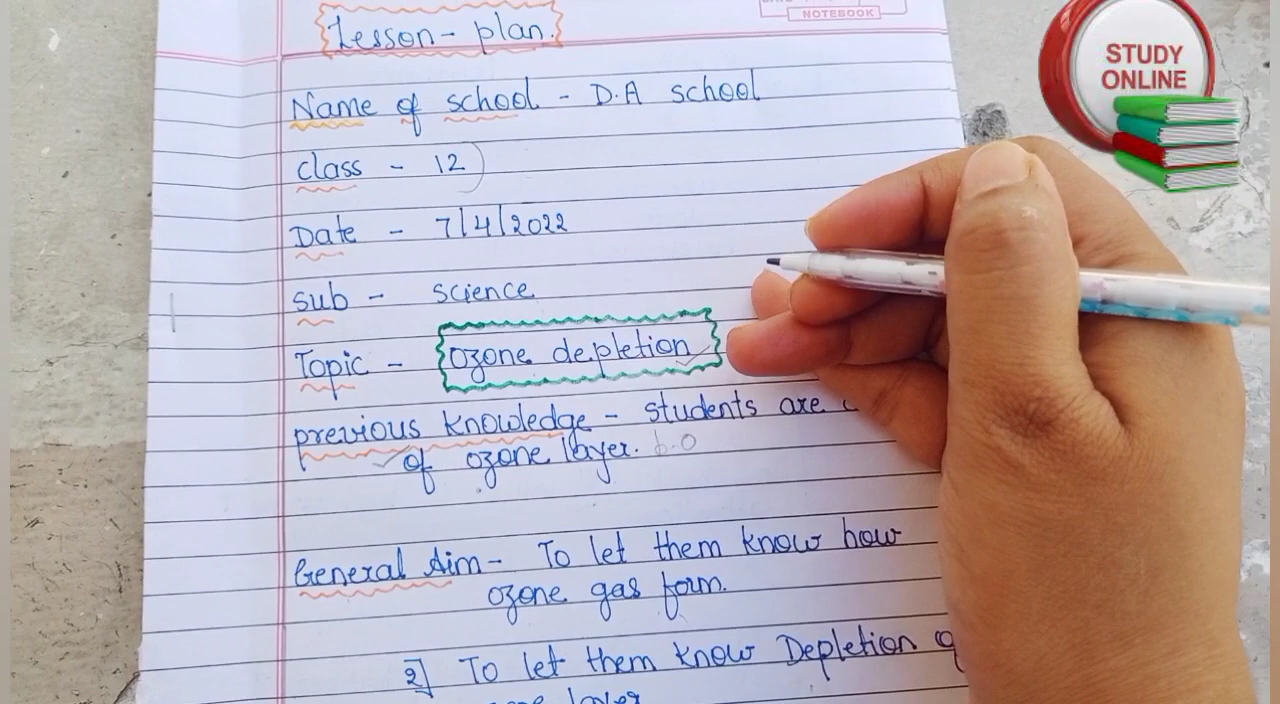 Lesson - plan.
NOTEBOOK
STUDY
ONLINE
Name of school - D.A school
class - 12
Date - 7/4/2022
sub - science
Topic - ozone depletion
previous knowledge - students are
of ozone layer. b.o
General Aim - To let them know how
ozone gas form.
2] To let them know Depletion
layer